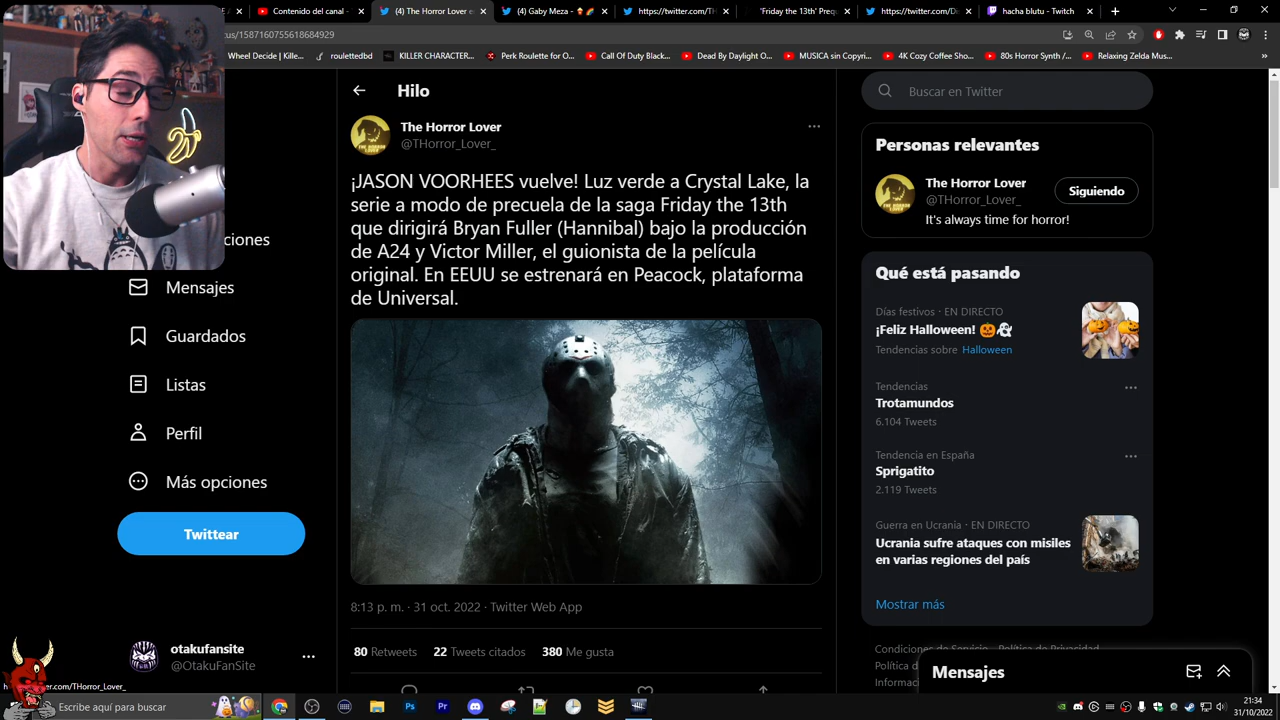 Contenido del canal -
(4) The Horror Lover e
(4) Gaby Meza -
https://twitter.com/TH
'Friday the 13th' Preq
https://twitter.com/DE
hacha blutu - Twitch
tus/1587160755618684929
Wheel Decide | Kille...
roulettedbd
KILLER CHARACTER...
Perk Roulette for D...
Call Of Duty Black...
Dead By Daylight O...
MUSICA sin Copyri...
4K Cozy Coffee Sho...
80s Horror Synth /...
Relaxing Zelda Mus...
ciones
Mensajes
Guardados
Listas
Perfil
Más opciones
Twittear
otakufansite
@OtakuFanSite
Hilo
The Horror Lover
@THorror_Lover_
¡JASON VOORHEES vuelve! Luz verde a Crystal Lake, la
serie a modo de precuela de la saga Friday the 13th
que dirigirá Bryan Fuller (Hannibal) bajo la producción
de A24 y Victor Miller, el guionista de la película
original. En EEUU se estrenará en Peacock, plataforma
de Universal.
8:13 p. m. · 31 oct. 2022 · Twitter Web App
80 Retweets 22 Tweets citados 380 Me gusta
Buscar en Twitter
Personas relevantes
The Horror Lover
@THorror_Lover_
Siguiendo
It's always time for horror!
Qué está pasando
Días festivos · EN DIRECTO
¡Feliz Halloween!
Tendencias sobre Halloween
Tendencias
Trotamundos
6.104 Tweets
Tendencia en España
Sprigatito
2.119 Tweets
Guerra en Ucrania · EN DIRECTO
Ucrania sufre ataques con misiles
en varias regiones del país
Mostrar más
Condiciones de Servicio Política de Privacidad
Política d
Informac
Mensajes
.com/THorror_Lover_
Escribe aquí para buscar
21:34
31/10/2022